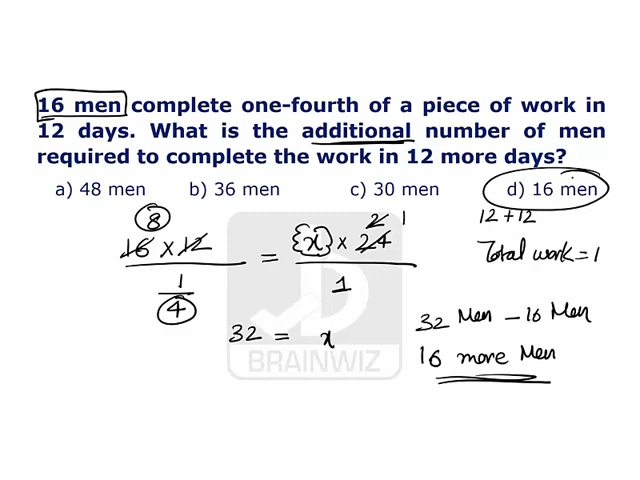 16 men complete one-fourth of a piece of work in
12 days. What is the additional number of men
required to complete the work in 12 more days?
a) 48 men b) 36 men c) 30 men d) 16 men
8 2 1 12+12
16 × 12 = {x} × 24 Total work = 1
1 1
4
32 = x 32 Men – 16 Men
BRAINWIZ 16 more Men